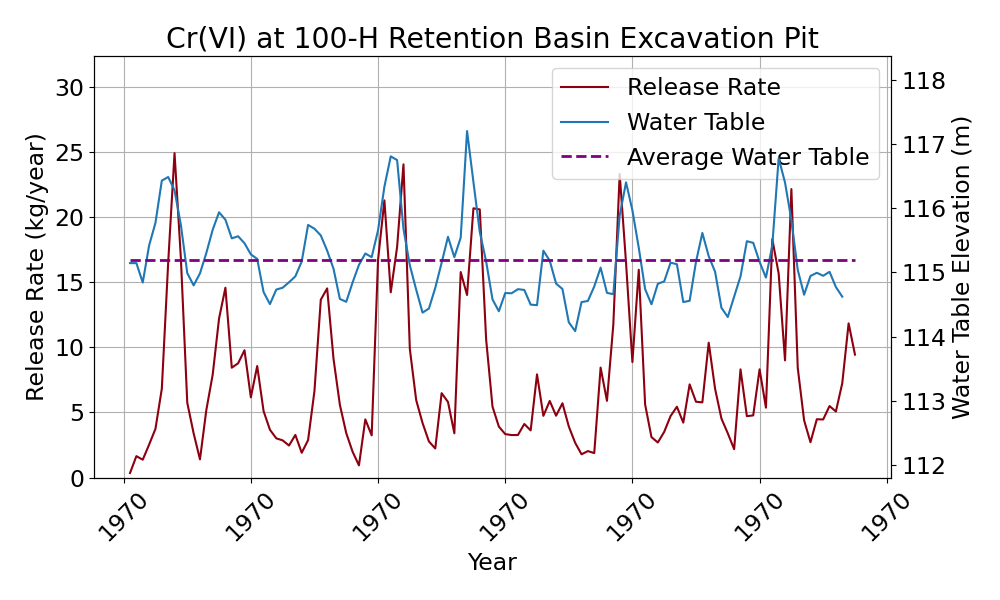 Cr(VI) at 100-H Retention Basin Excavation Pit
Release Rate
Water Table
Average Water Table
Release Rate (kg/year)
30
25
20
15
10
5
0
118
117
116
115
114
113
112
Water Table Elevation (m)
1970 1970 1970 1970 1970 1970 1970
Year